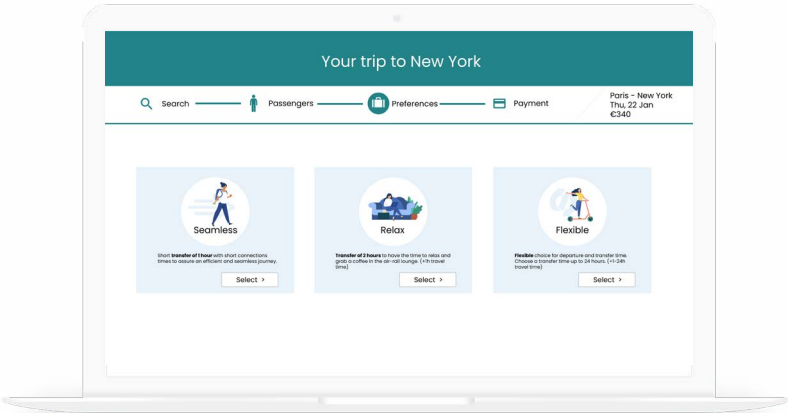 Your trip to New York
Search
Passengers
Preferences
Payment
Paris - New York
Thu, 22 Jan
€340
Seamless
Short transfer of 1 hour with short connections
times to assure an efficient and seamless journey.
Select >
Relax
Transfer of 2 hours to have the time to relax and
grab a coffee in the air-rail lounge. (+1h travel
time)
Select >
Flexible
Flexible choice for departure and transfer time.
Choose a transfer time up to 24 hours. (+1-24h
travel time)
Select >